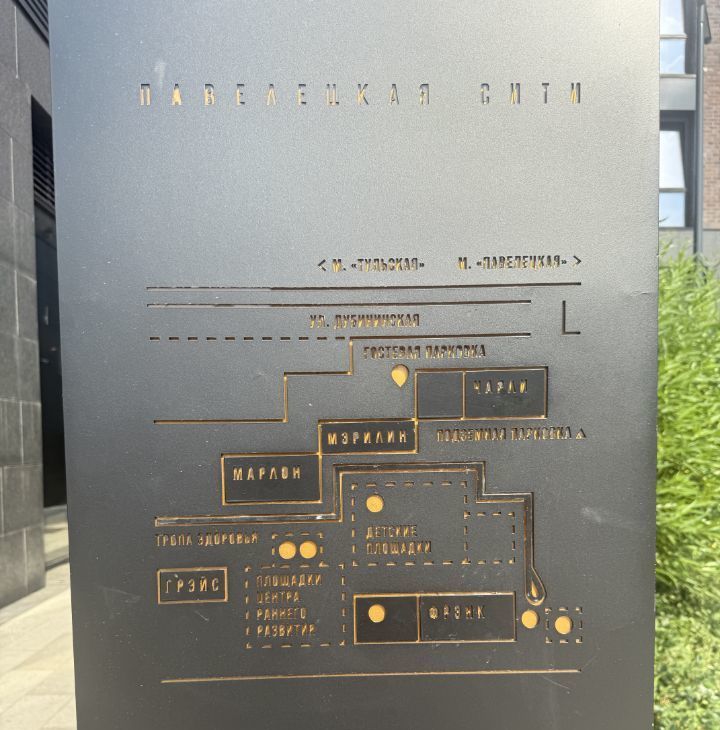 ПАВЕЛЕЦКАЯ СИТИ
< М. «ТУЛЬСКАЯ» М. «ПАВЕЛЕЦКАЯ» >
УЛ. ДУБИНИНСКАЯ
ГОСТЕВАЯ ПАРКОВКА
ЧАРЛИ
МЭРИЛИН
ПОДЗЕМНАЯ ПАРКОВКА
МАРЛОН
ТРОПА ЗДОРОВЬЯ
ДЕТСКИЕ
ПЛОЩАДКИ
ГРЭЙС
ПЛОЩАДКИ
ЦЕНТРА
РАННЕГО
РАЗВИТИЯ
ФРЭНК